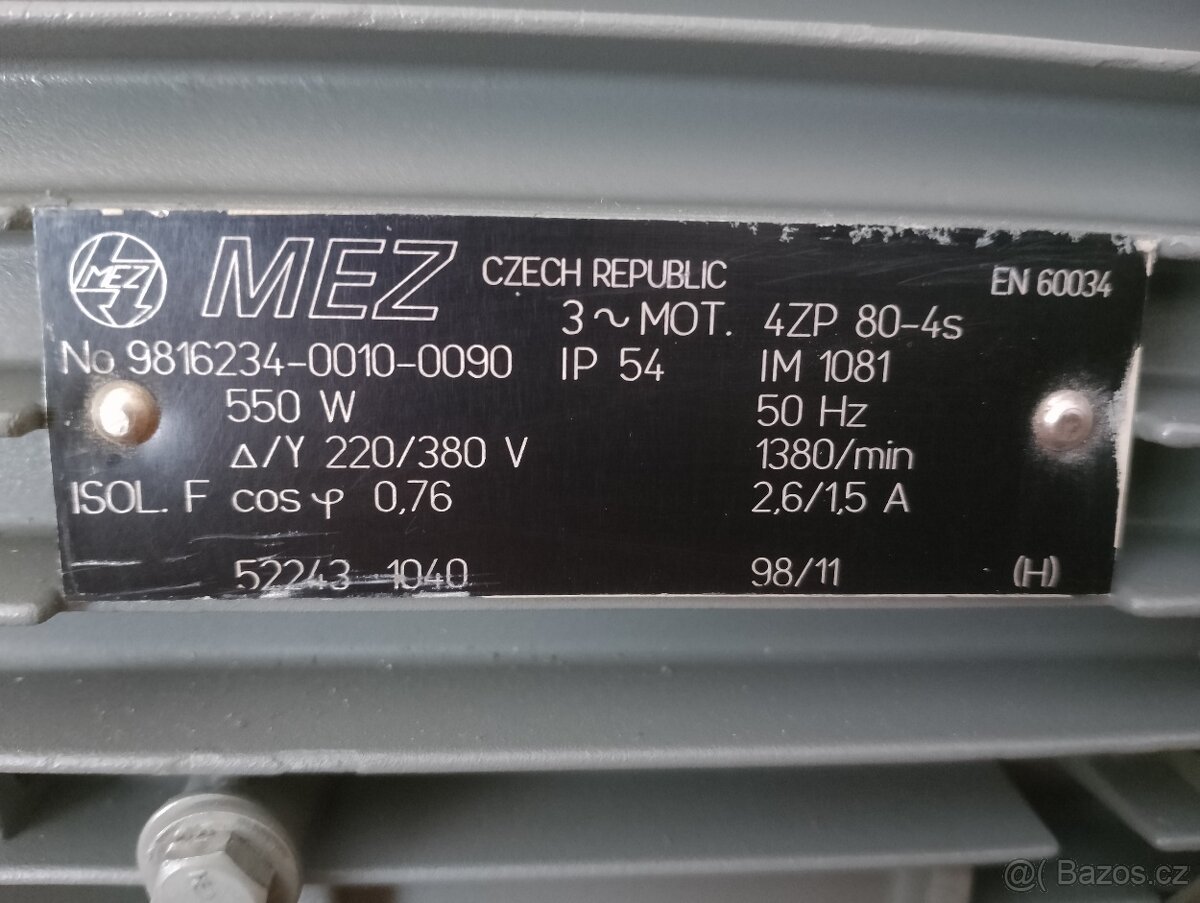 MEZ MEZ CZECH REPUBLIC EN 60034
3~MOT. 4ZP 80-4s
No 9816234-0010-0090 IP 54 IM 1081
550 W 50 Hz
Δ/Y 220/380 V 1380/min
ISOL. F cos φ 0,76 2,6/1,5 A
52243 1040 98/11 (H)
@( Bazos.cz